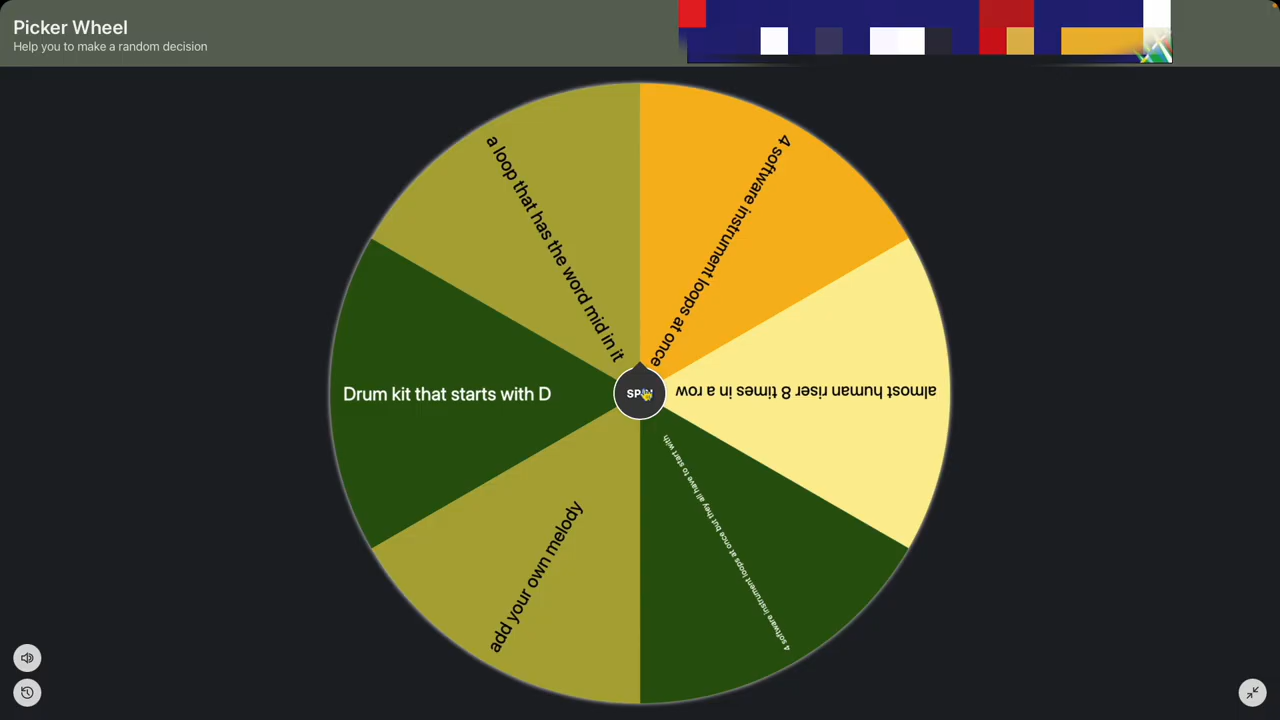 Picker Wheel
Help you to make a random decision
a loop that has the word mid in it
4 software instrument loops at once
Drum kit that starts with D
almost human riser 8 times in a row
add your own melody
4 software instrument loops at once but they all have to start with